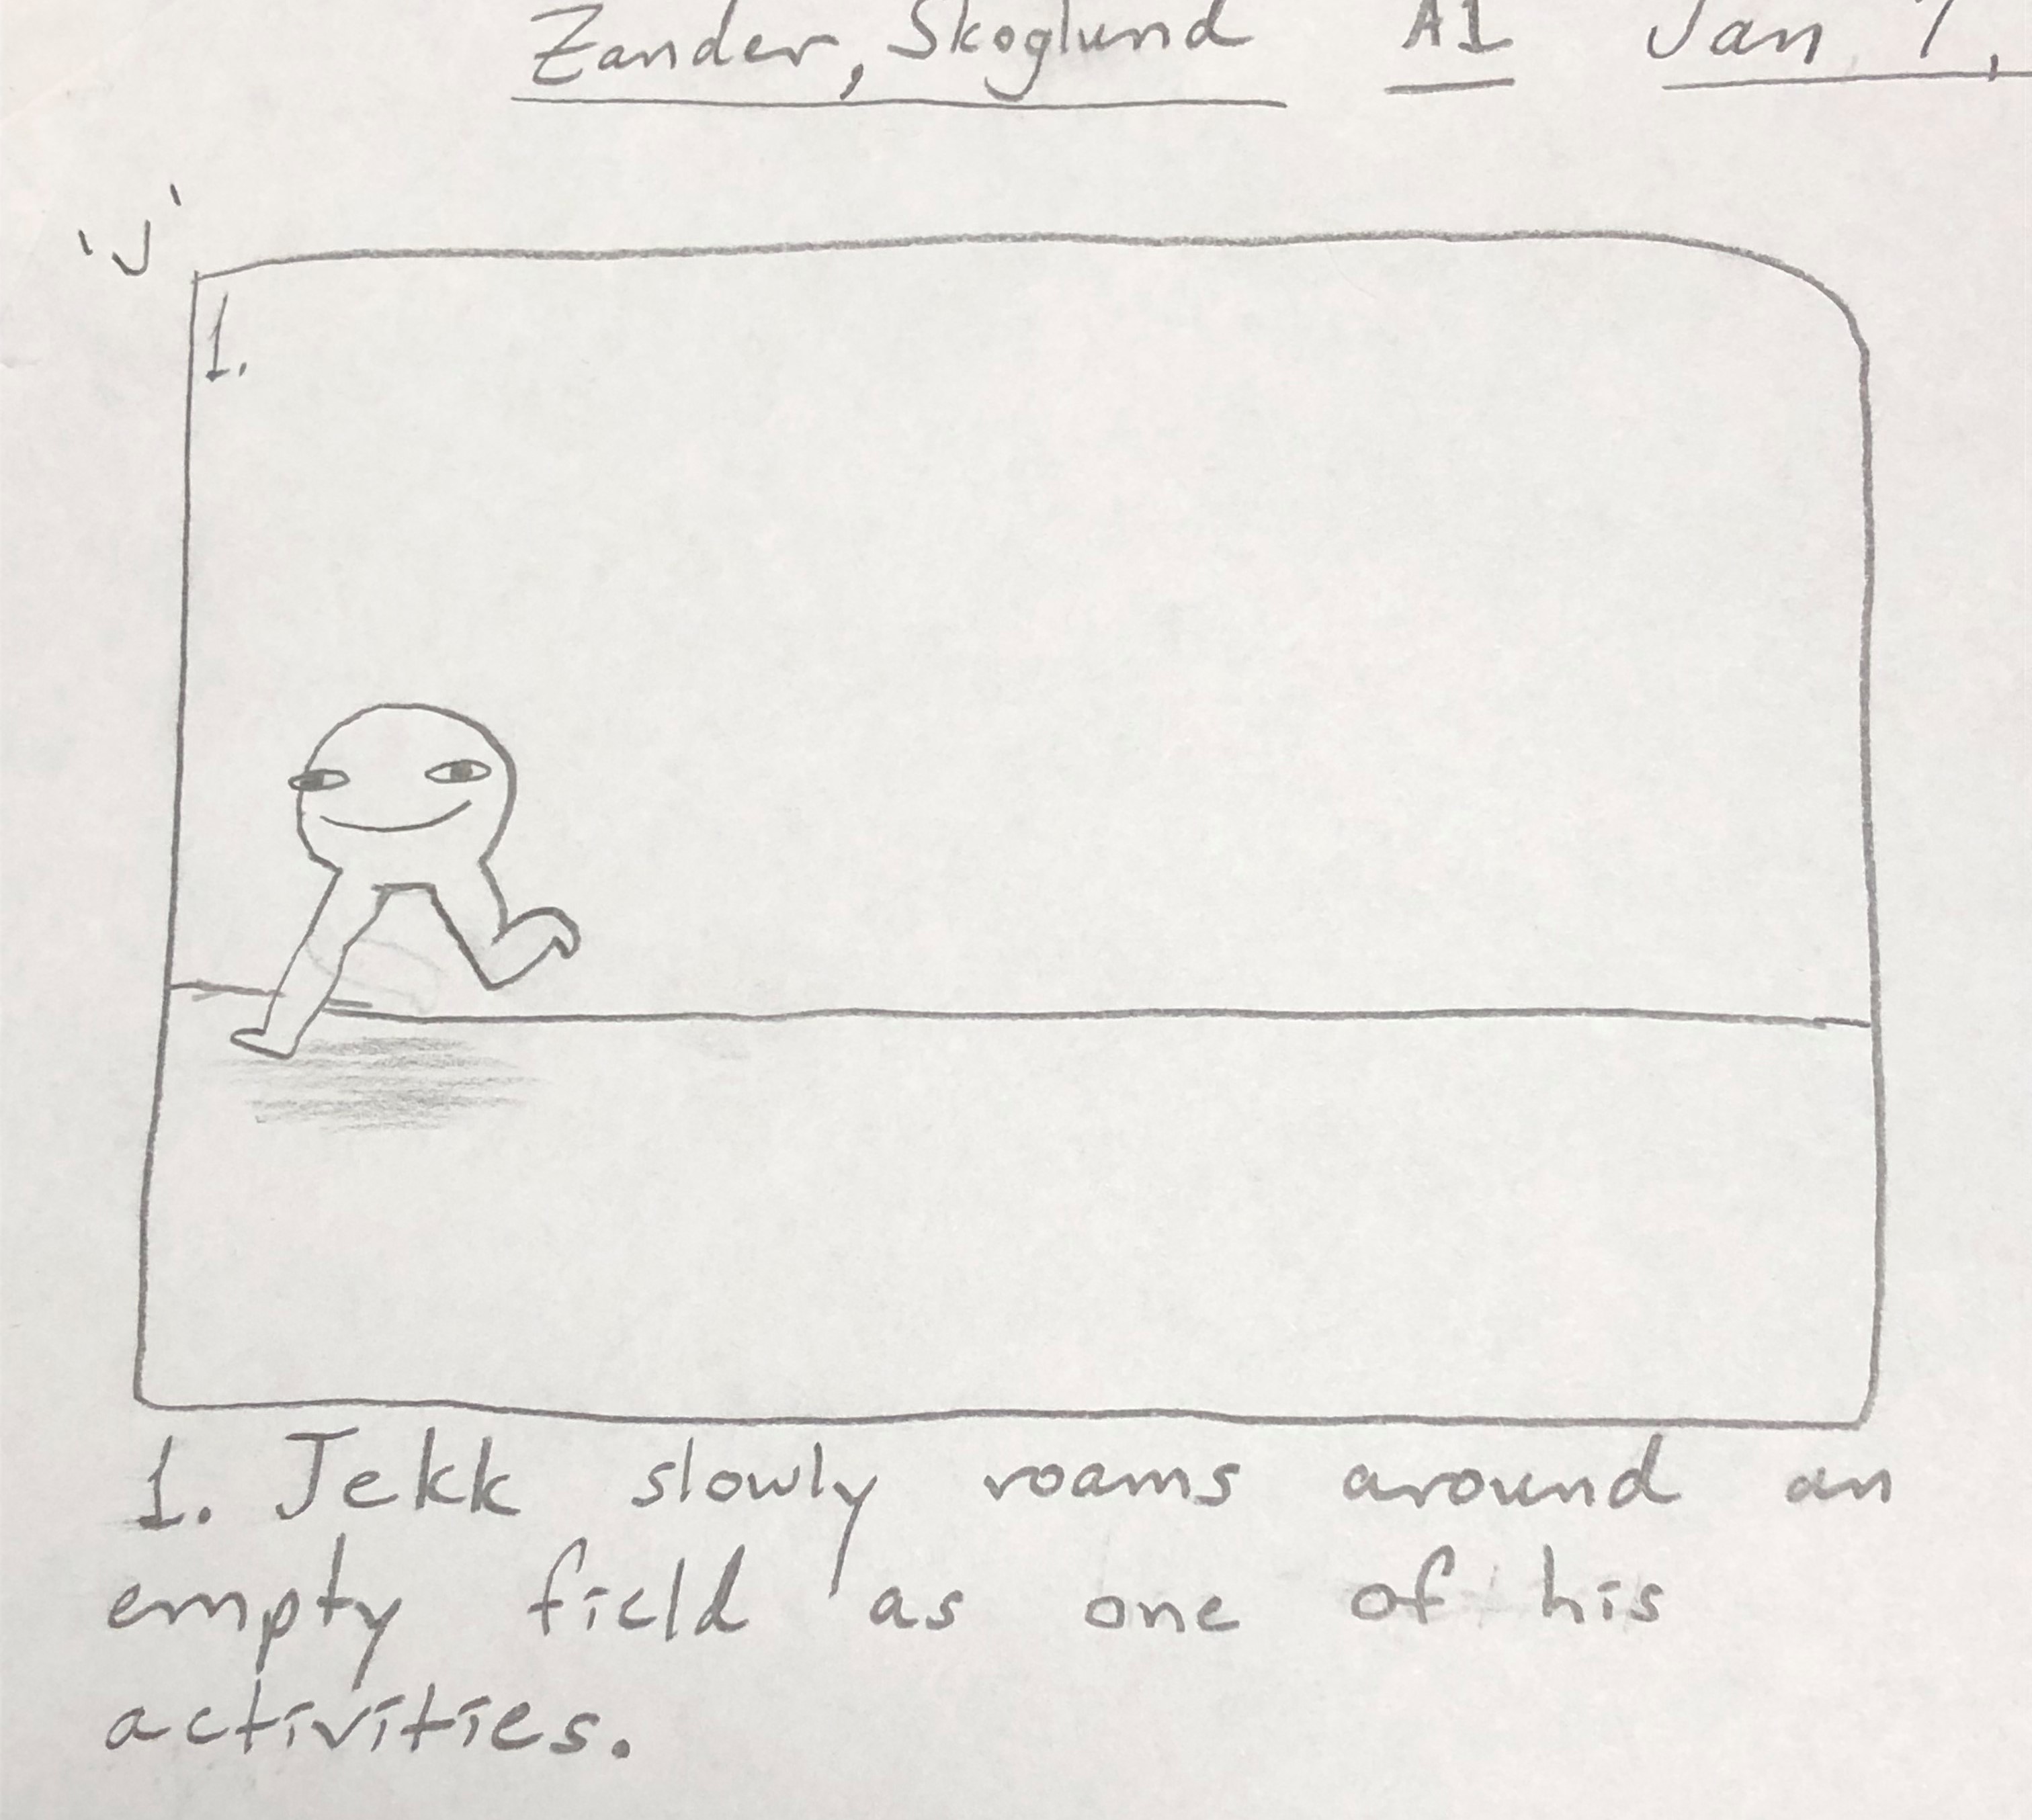 Zander, Skoglund A1 Jan 7,
'J'
1.
1. Jekk slowly roams around an
empty field as one of his
activities.